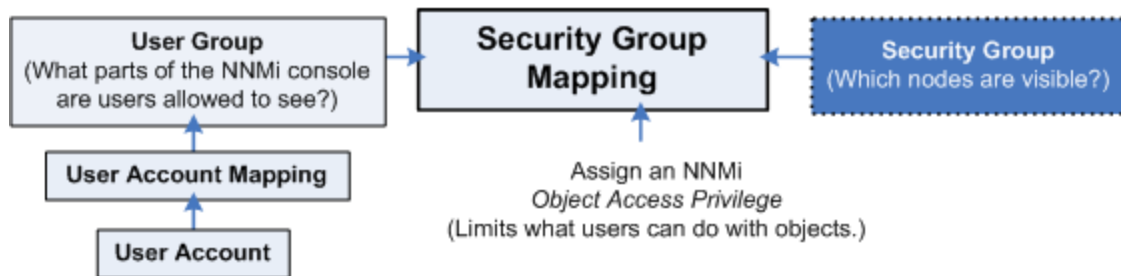 User Group
(What parts of the NNMi console
are users allowed to see?)
User Account Mapping
User Account
Security Group
Mapping
Assign an NNMi
Object Access Privilege
(Limits what users can do with objects.)
Security Group
(Which nodes are visible?)